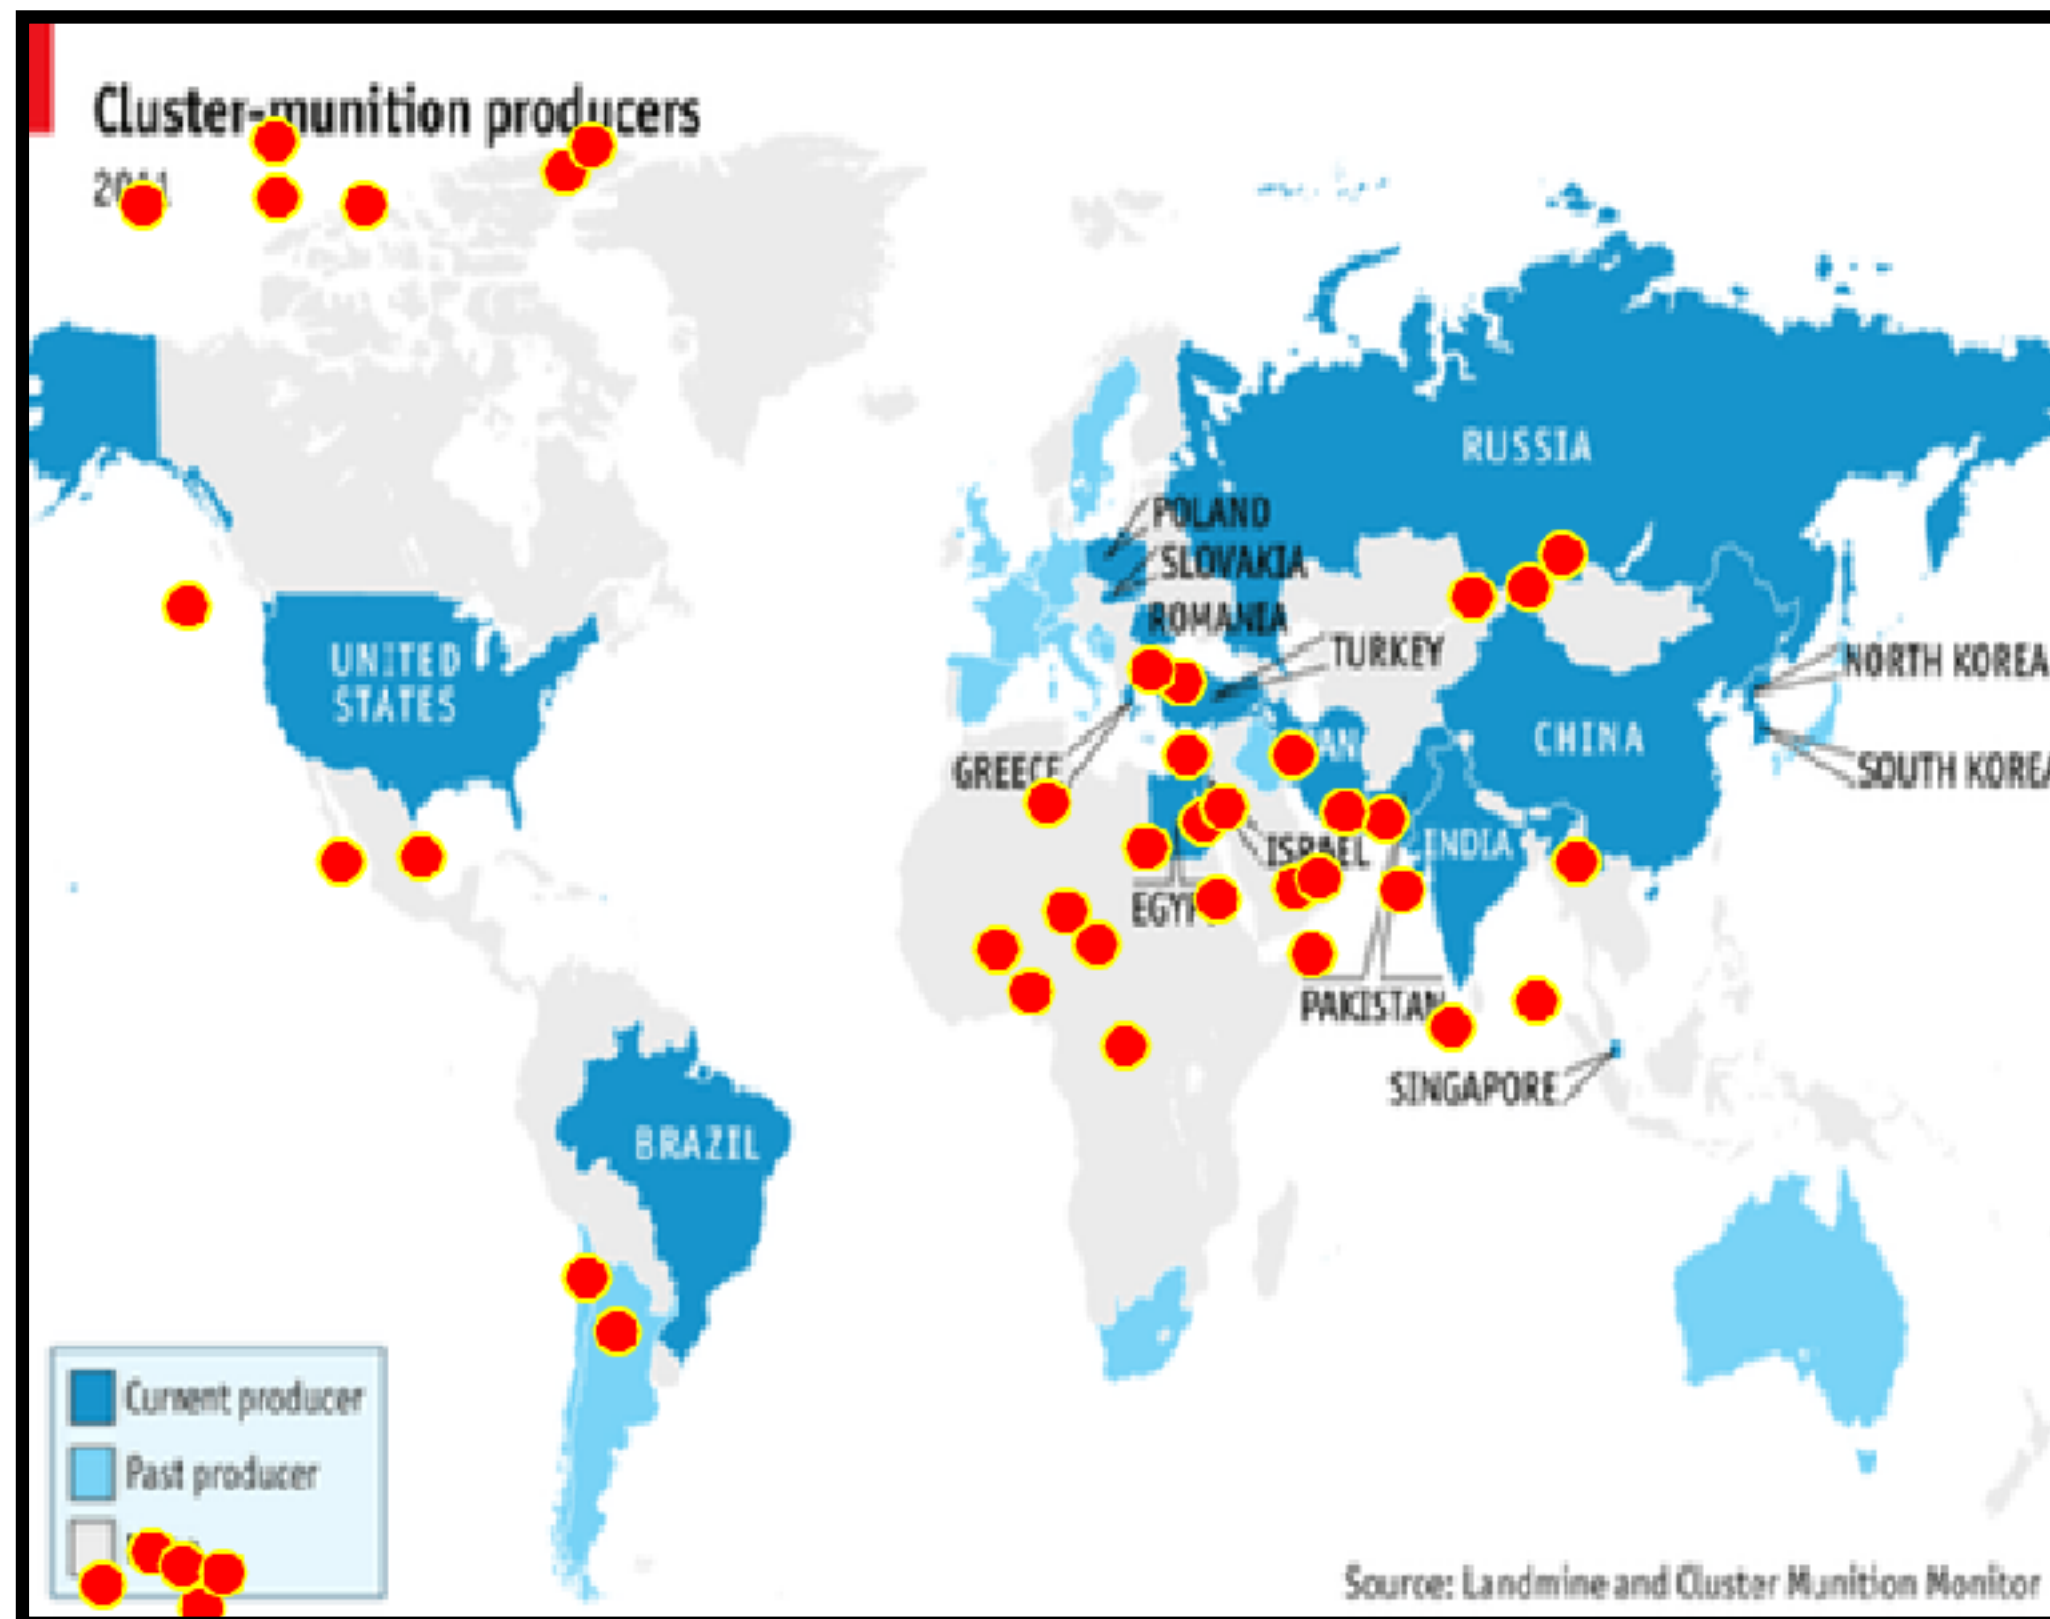 Cluster-munition producers
RUSSIA
POLAND
SLOVAKIA
ROMANIA
TURKEY
UNITED
STATES
NORTH KOREA
CHINA
GREECE
SOUTH KOREA
INDIA
ISRAEL
PAKISTAN
SINGAPORE
BRAZIL
Current producer
Past producer
Source: Landmine and Cluster Munition Monitor